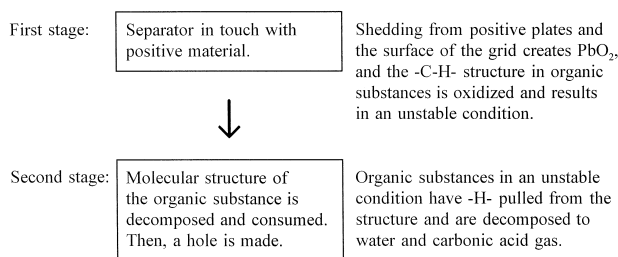 First stage:
Separator in touch with
positive material.
Shedding from positive plates and
the surface of the grid creates PbO₂,
and the -C-H- structure in organic
substances is oxidized and results
in an unstable condition.
Second stage:
Molecular structure of
the organic substance is
decomposed and consumed.
Then, a hole is made.
Organic substances in an unstable
condition have -H- pulled from the
structure and are decomposed to
water and carbonic acid gas.